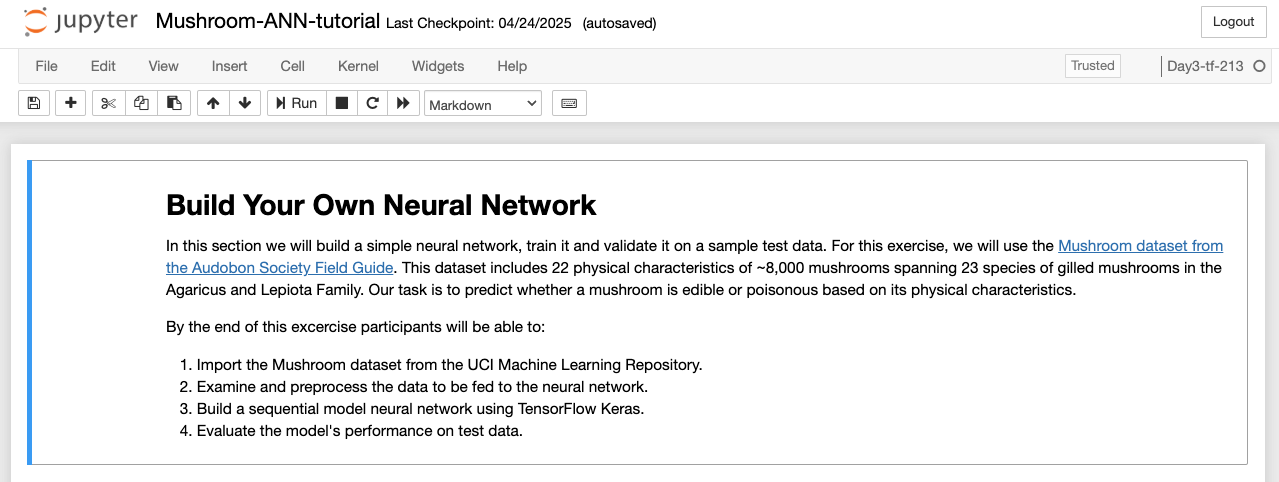 jupyter Mushroom-ANN-tutorial Last Checkpoint: 04/24/2025 (autosaved) Logout
File Edit View Insert Cell Kernel Widgets Help Trusted Day3-tf-213
Run Markdown
Build Your Own Neural Network
In this section we will build a simple neural network, train it and validate it on a sample test data. For this exercise, we will use the Mushroom dataset from
the Audobon Society Field Guide. This dataset includes 22 physical characteristics of ~8,000 mushrooms spanning 23 species of gilled mushrooms in the
Agaricus and Lepiota Family. Our task is to predict whether a mushroom is edible or poisonous based on its physical characteristics.
By the end of this excercise participants will be able to:
1. Import the Mushroom dataset from the UCI Machine Learning Repository.
2. Examine and preprocess the data to be fed to the neural network.
3. Build a sequential model neural network using TensorFlow Keras.
4. Evaluate the model's performance on test data.